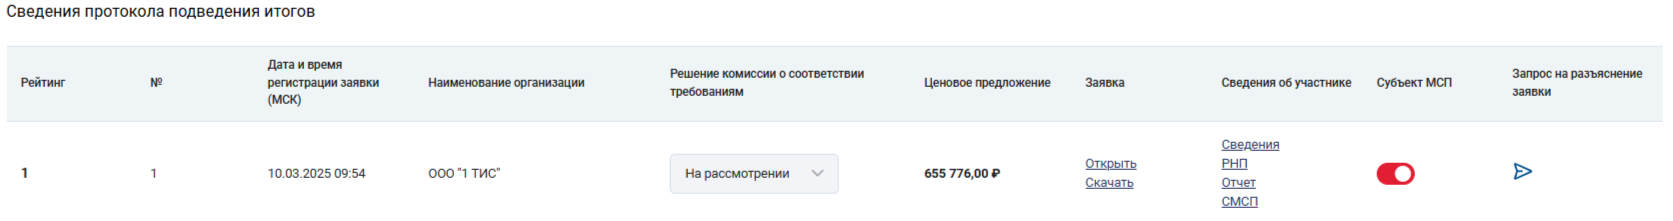 Сведения протокола подведения итогов
Рейтинг
№
Дата и время
регистрации заявки
(МСК)
Наименование организации
Решение комиссии о соответствии
требованиям
Ценовое предложение
Заявка
Сведения об участнике
Субъект МСП
Запрос на разъяснение
заявки
1
1
10.03.2025 09:54
ООО "1 ТИС"
На рассмотрении
655 776,00 ₽
Открыть
Скачать
Сведения
РНП
Отчет
СМСП